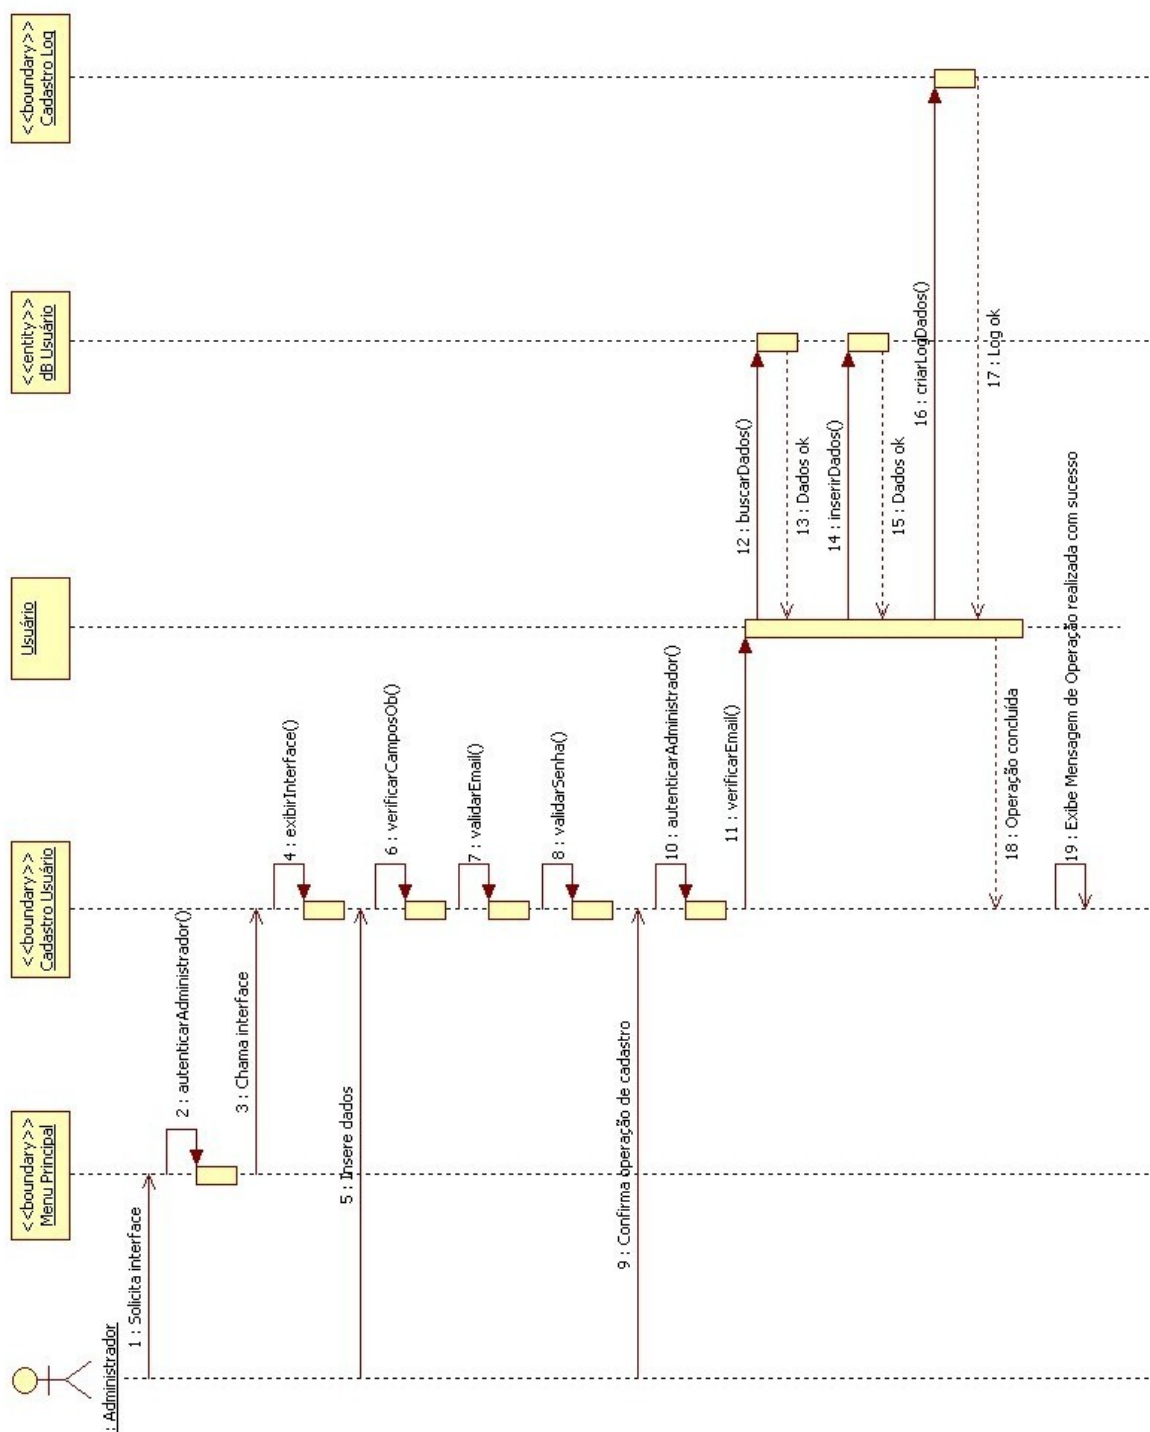 : Administrador
<<boundary>>
Menu Principal
<<boundary>>
Cadastro Usuário
Usuário
<<entity>>
dB Usuário
<<boundary>>
Cadastro Log
1 : Solicita interface
2 : autenticarAdministrador()
3 : Chama interface
4 : exibirInterface()
5 : Insere dados
6 : verificarCamposOb()
7 : validarEmail()
8 : validarSenha()
9 : Confirma operação de cadastro
10 : autenticarAdministrador()
11 : verificarEmail()
12 : buscarDados()
13 : Dados ok
14 : inserirDados()
15 : Dados ok
16 : criarLogDados()
17 : Log ok
18 : Operação concluída
19 : Exibe Mensagem de Operação realizada com sucesso